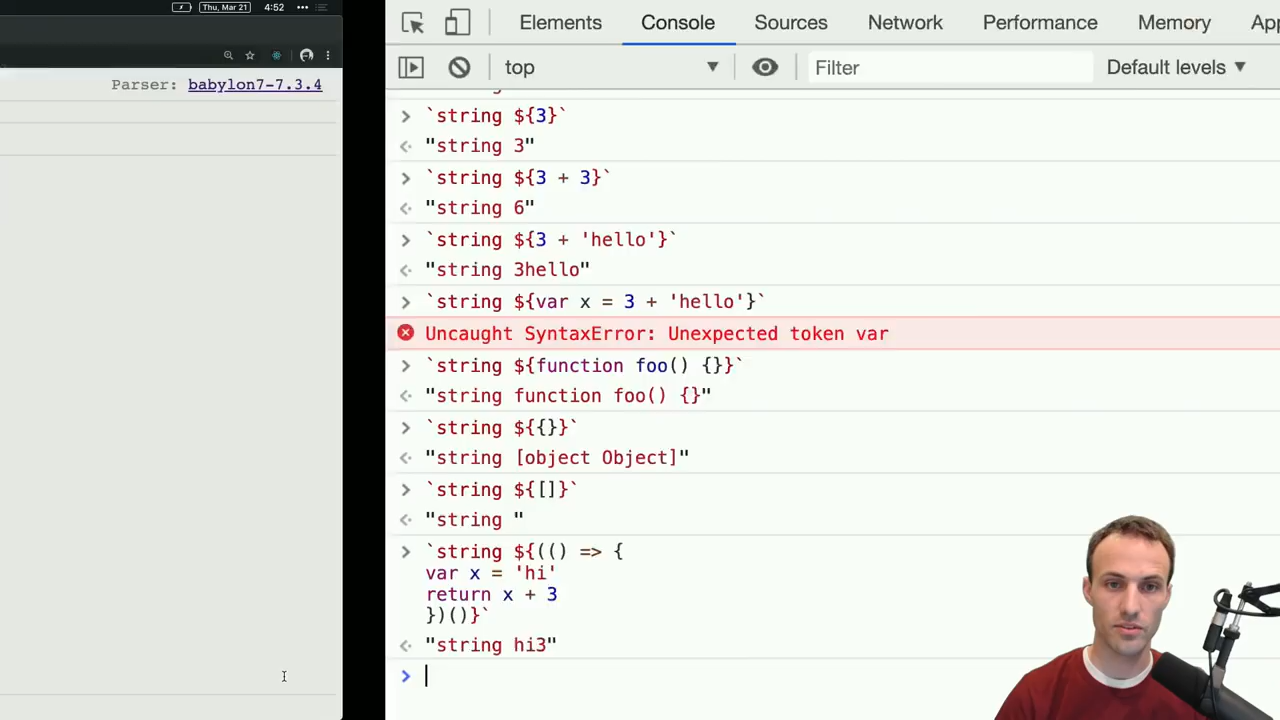 Thu, Mar 21 4:52
Parser: babylon7-7.3.4
Elements Console Sources Network Performance Memory App
top ▼ Filter Default levels ▼
> `string ${3}`
"string 3"
> `string ${3 + 3}`
"string 6"
> `string ${3 + 'hello'}`
"string 3hello"
> `string ${var x = 3 + 'hello'}`
Uncaught SyntaxError: Unexpected token var
> `string ${function foo() {}}`
"string function foo() {}"
> `string ${{}}`
"string [object Object]"
> `string ${[]}`
"string "
> `string ${(() => {
var x = 'hi'
return x + 3
})()}`
"string hi3"
>